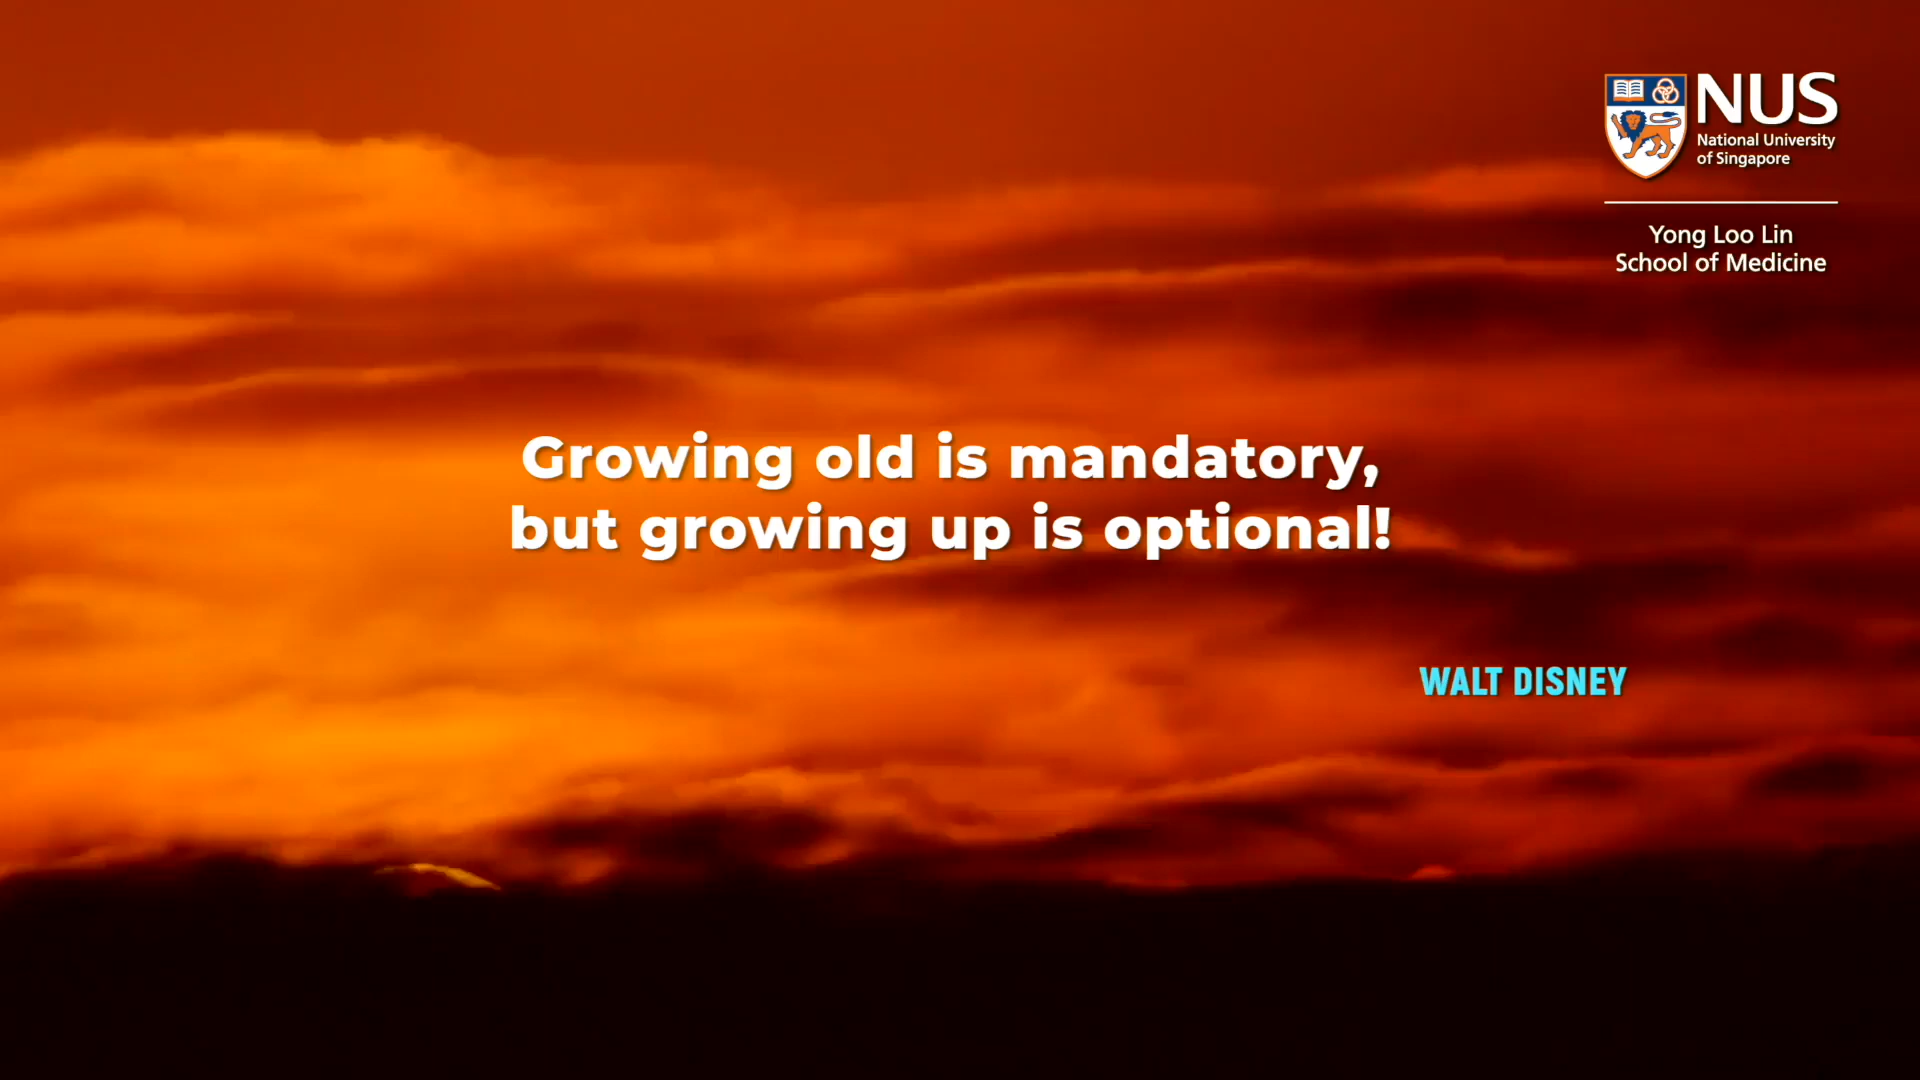 NUS
National University
of Singapore
Yong Loo Lin
School of Medicine
Growing old is mandatory,
but growing up is optional!
WALT DISNEY